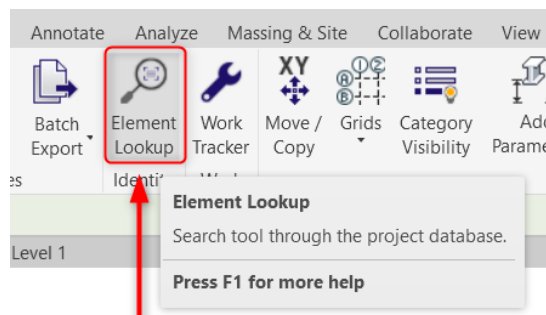 Annotate Analyze Massing & Site Collaborate View
XY
Batch Export
Element Lookup
Work Tracker
Move / Copy
Grids
Category Visibility
Element Lookup
Search tool through the project database.
Press F1 for more help
Level 1